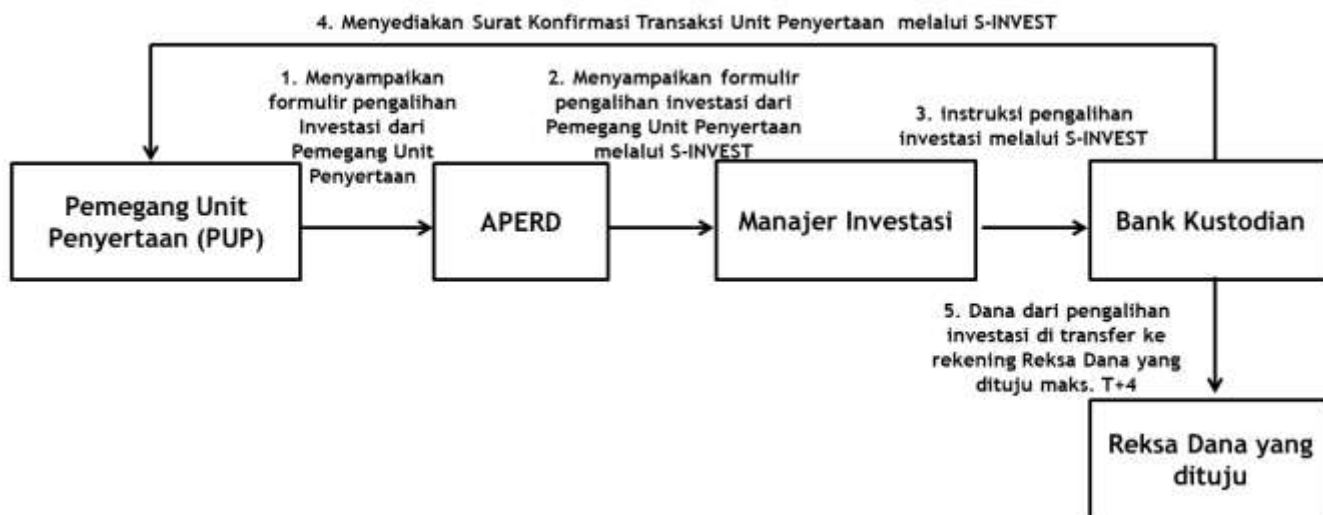 4. Menyediakan Surat Konfirmasi Transaksi Unit Penyertaan melalui S-INVEST
1. Menyampaikan
formulir pengalihan
Investasi dari
Pemegang Unit
Penyertaan
2. Menyampaikan formulir
pengalihan investasi dari
Pemegang Unit Penyertaan
melalui S-INVEST
3. Instruksi pengalihan
investasi melalui S-INVEST
Pemegang Unit
Penyertaan (PUP)
APERD
Manajer Investasi
Bank Kustodian
5. Dana dari pengalihan
investasi di transfer ke
rekening Reksa Dana yang
dituju maks. T+4
Reksa Dana yang
dituju